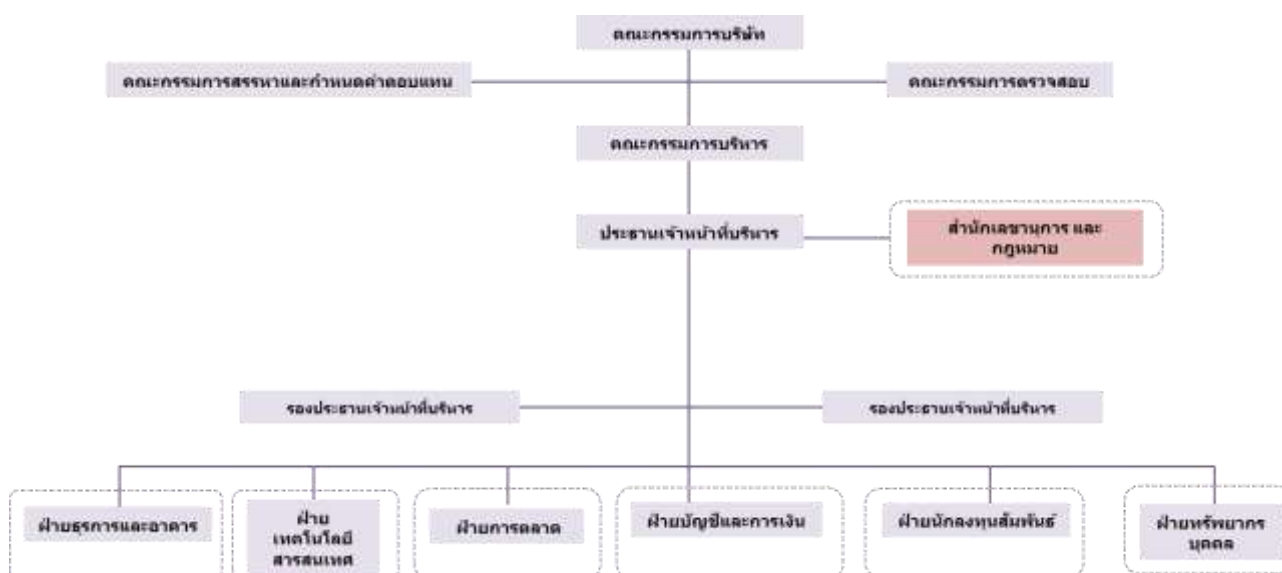 คณะกรรมการบริษัท
คณะกรรมการสรรหาและกำหนดค่าตอบแทน
คณะกรรมการตรวจสอบ
คณะกรรมการบริหาร
ประธานเจ้าหน้าที่บริหาร
สำนักเลขานุการ และ
กฎหมาย
รองประธานเจ้าหน้าที่บริหาร
รองประธานเจ้าหน้าที่บริหาร
ฝ่ายธุรการและอาคาร
ฝ่าย
เทคโนโลยี
สารสนเทศ
ฝ่ายการตลาด
ฝ่ายบัญชีและการเงิน
ฝ่ายนักลงทุนสัมพันธ์
ฝ่ายทรัพยากร
บุคคล